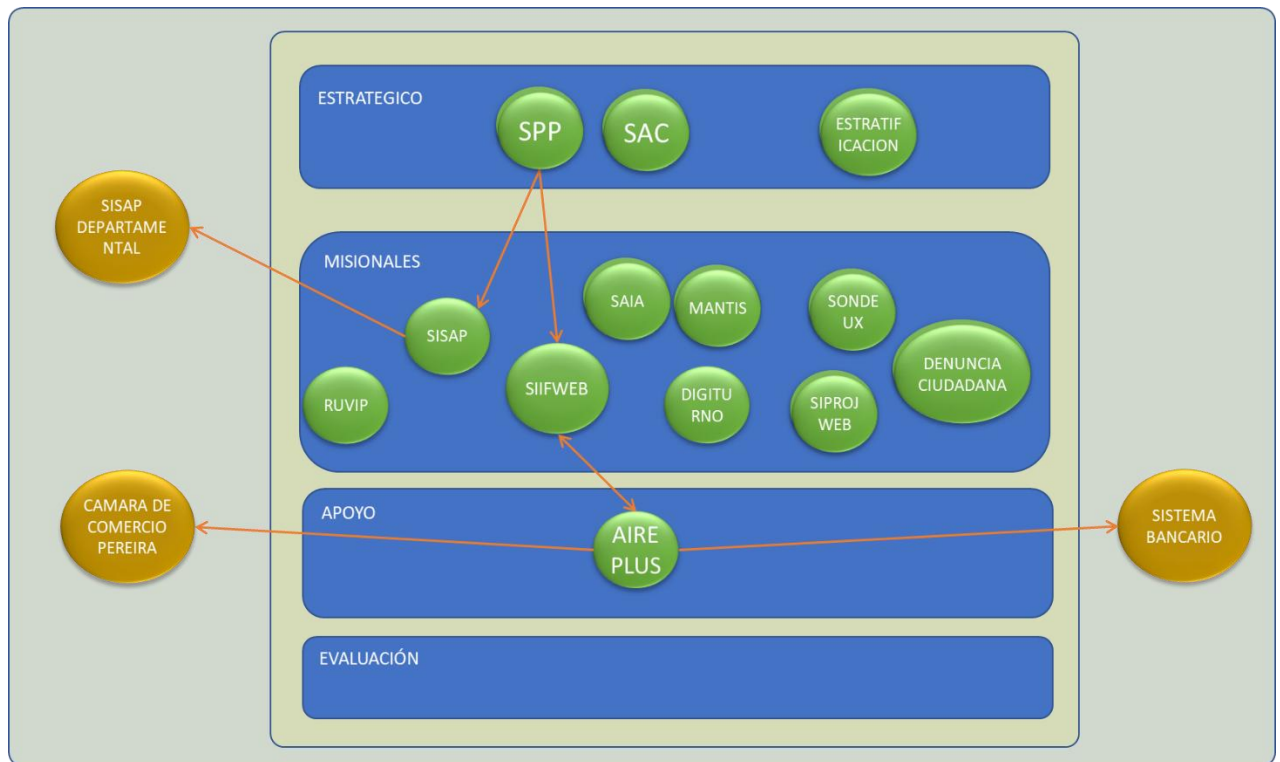 ESTRATEGICO
SPP
SAC
ESTRATIF
ICACION
SISAP
DEPARTAME
NTAL
MISIONALES
SAIA
MANTIS
SONDE
UX
SISAP
DENUNCIA
CIUDADANA
RUVIP
SIIFWEB
DIGITU
RNO
SIPROJ
WEB
CAMARA DE
COMERCIO
PEREIRA
APOYO
AIRE
PLUS
SISTEMA
BANCARIO
EVALUACIÓN